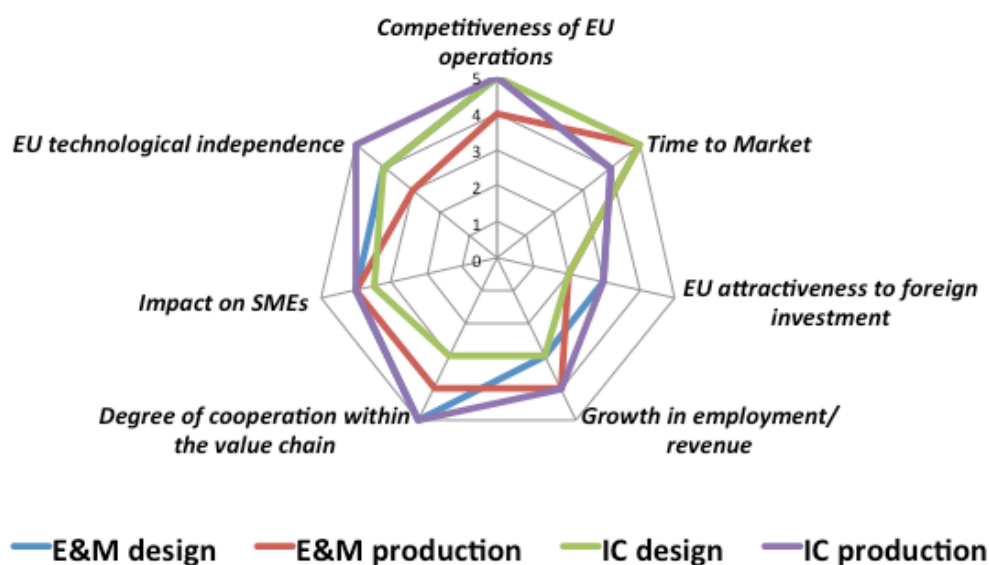 Competitiveness of EU
operations
5
4
3
2
1
0
Time to Market
EU attractiveness to foreign
investment
Growth in employment/
revenue
Degree of cooperation within
the value chain
Impact on SMEs
EU technological independence
E&M design
E&M production
IC design
IC production